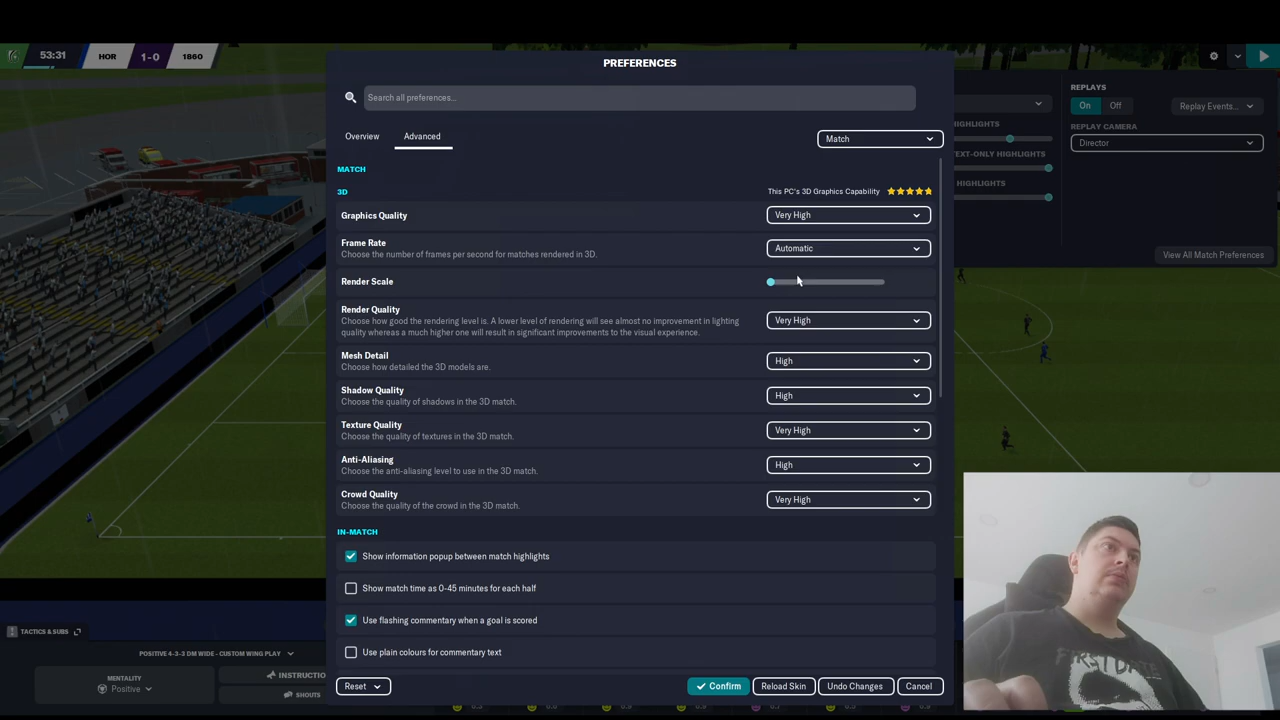 53:31 HOR 1-0 1860
PREFERENCES
Search all preferences...
Overview Advanced Match
MATCH
3D This PC's 3D Graphics Capability
Graphics Quality Very High
Frame Rate
Choose the number of frames per second for matches rendered in 3D.
Automatic
Render Scale
Render Quality
Choose how good the rendering level is. A lower level of rendering will see almost no improvement in lighting
quality whereas a much higher one will result in significant improvements to the visual experience.
Very High
Mesh Detail
Choose how detailed the 3D models are.
High
Shadow Quality
Choose the quality of shadows in the 3D match.
High
Texture Quality
Choose the quality of textures in the 3D match.
Very High
Anti-Aliasing
Choose the anti-aliasing level to use in the 3D match.
High
Crowd Quality
Choose the quality of the crowd in the 3D match.
Very High
IN-MATCH
Show information popup between match highlights
Show match time as 0-45 minutes for each half
Use flashing commentary when a goal is scored
Use plain colours for commentary text
Reset Confirm Reload Skin Undo Changes Cancel
REPLAYS
On Off Replay Events...
REPLAY CAMERA
Director
HIGHLIGHTS
TEXT-ONLY HIGHLIGHTS
HIGHLIGHTS
View All Match Preferences
TACTICS & SUBS
POSITIVE 4-3-3 DM WIDE - CUSTOM WING PLAY
MENTALITY
Positive
INSTRUCTIO
SHOUTS